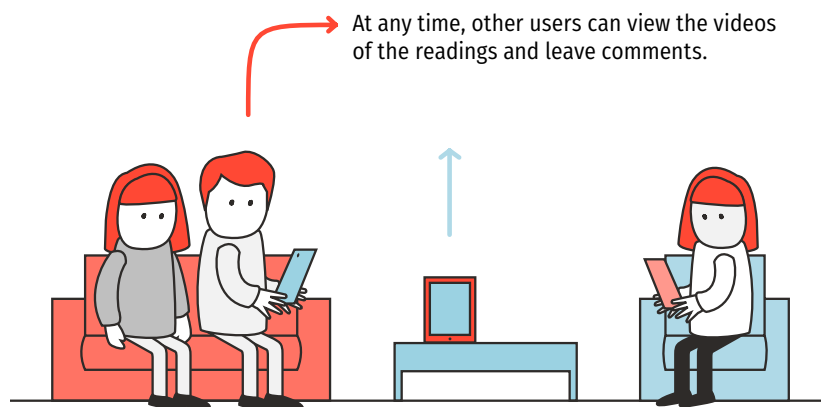 At any time, other users can view the videos
of the readings and leave comments.